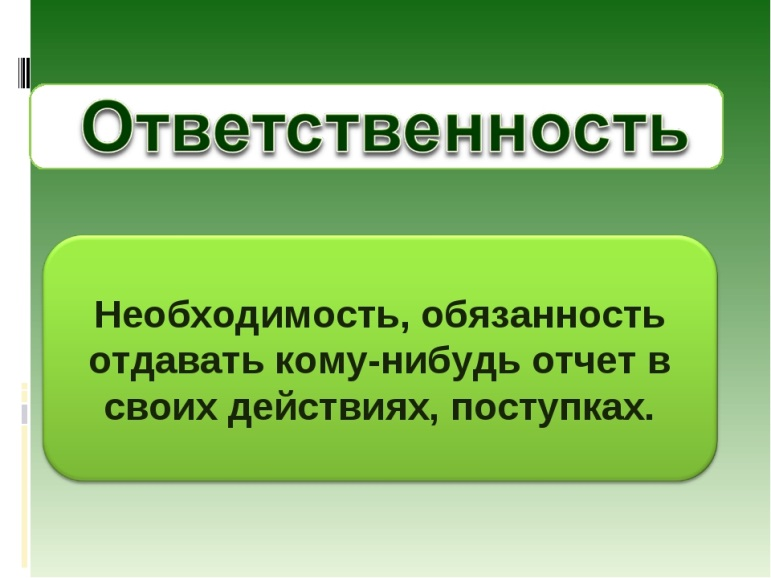 Ответственность
Необходимость, обязанность
отдавать кому-нибудь отчет в
своих действиях, поступках.